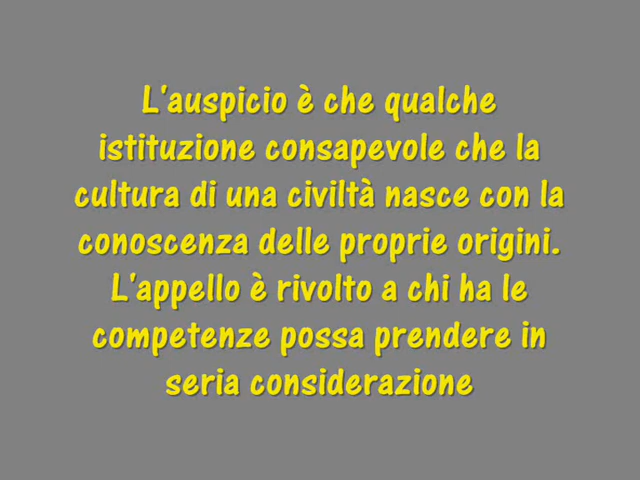 L'auspicio è che qualche
istituzione consapevole che la
cultura di una civiltà nasce con la
conoscenza delle proprie origini.
L'appello è rivolto a chi ha le
competenze possa prendere in
seria considerazione